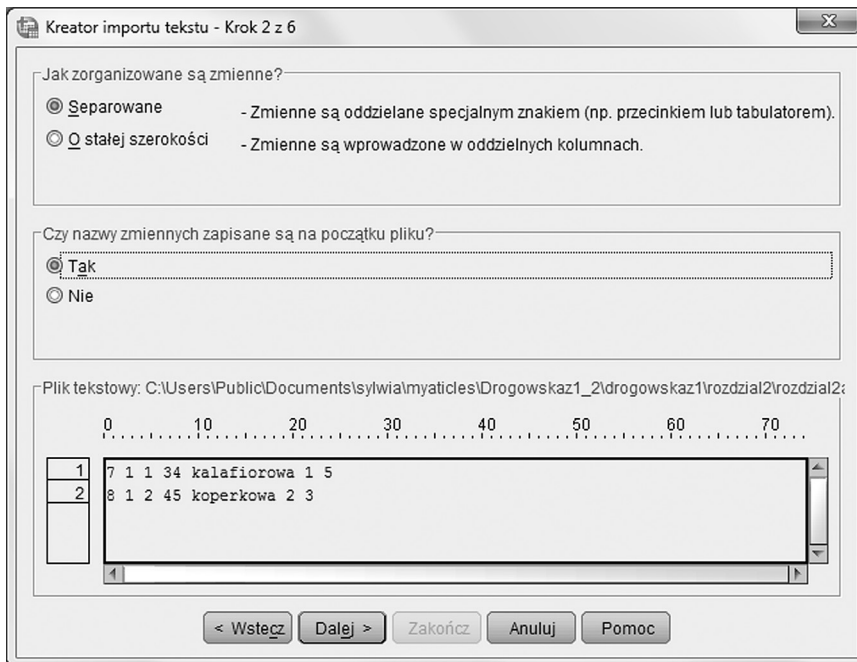 Kreator importu tekstu - Krok 2 z 6
Jak zorganizowane są zmienne?
Separowane - Zmienne są oddzielane specjalnym znakiem (np. przecinkiem lub tabulatorem).
O stałej szerokości - Zmienne są wprowadzone w oddzielnych kolumnach.
Czy nazwy zmiennych zapisane są na początku pliku?
Tak
Nie
Plik tekstowy: C:\Users\Public\Documents\sylwia\myaticles\Drogowskaz1_2\drogowskaz1\rozdzial2\rozdzial2a
0 10 20 30 40 50 60 70
1 7 1 1 34 kalafiorowa 1 5
2 8 1 2 45 koperkowa 2 3
< Wstecz Dalej > Zakończ Anuluj Pomoc